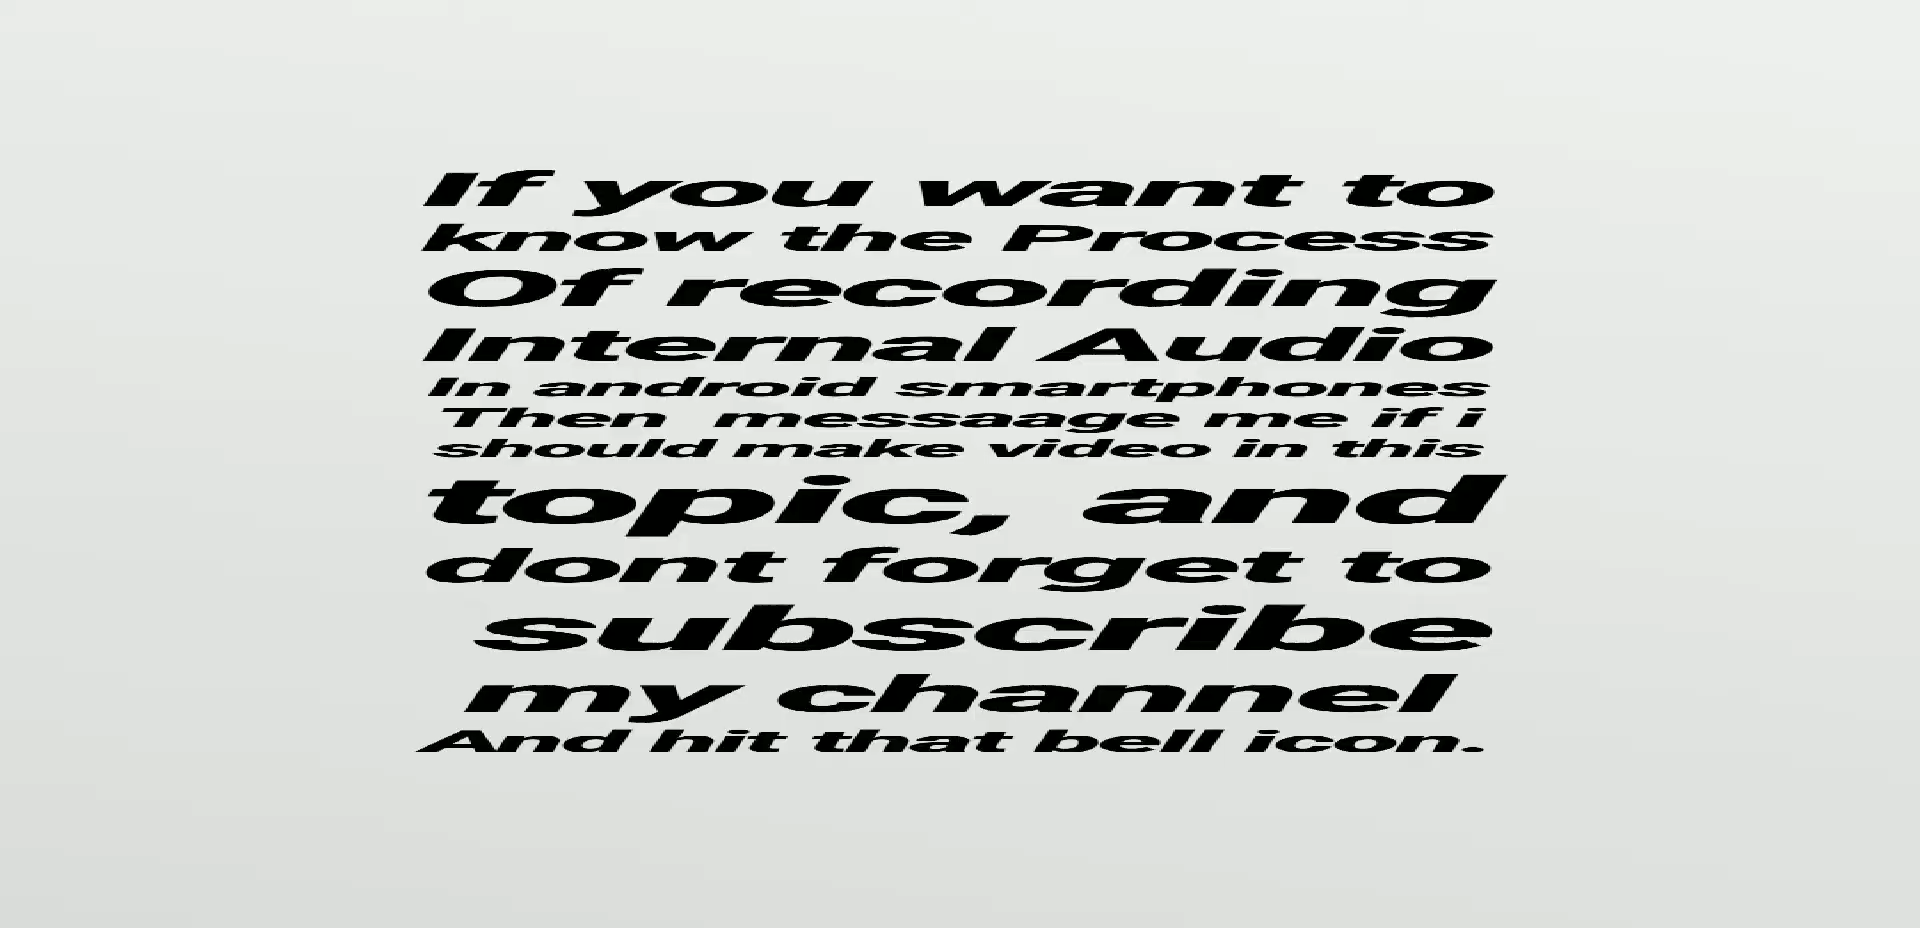 If you want to
know the Process
Of recording
Internal Audio
In android smartphones
Then messaage me if i
should make video in this
topic, and
dont forget to
subscribe
my channel
And hit that bell icon.